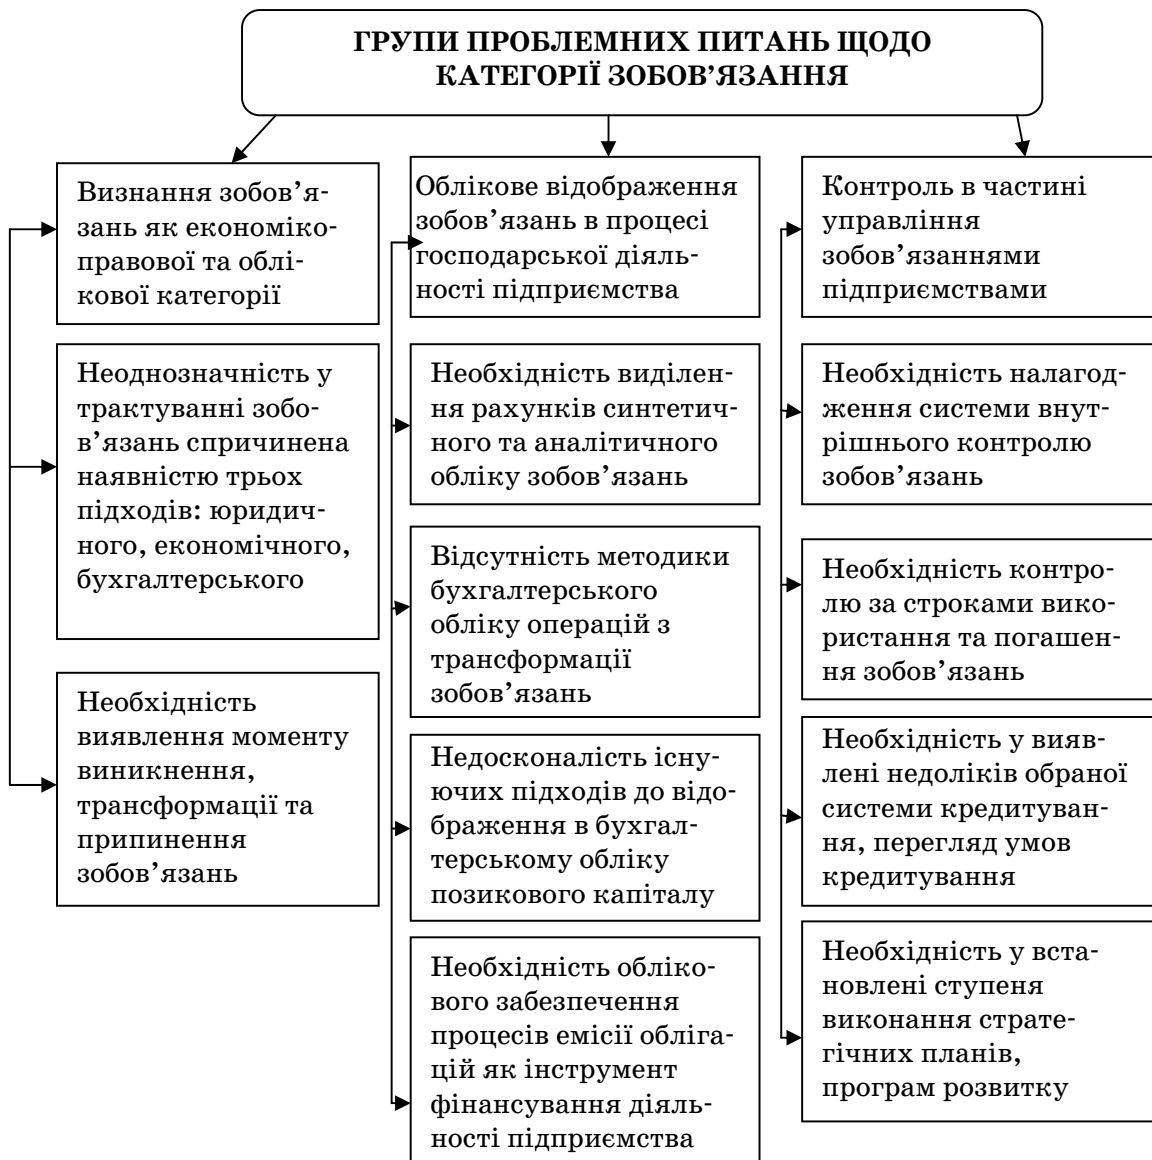 ГРУПИ ПРОБЛЕМНИХ ПИТАНЬ ЩОДО
КАТЕГОРІЇ ЗОБОВ’ЯЗАННЯ
Визнання зобов’я-
зань як економіко-
правової та облі-
кової категорії
Неоднозначність у
трактуванні зобо-
в’язань спричинена
наявністю трьох
підходів: юридич-
ного, економічного,
бухгалтерського
Необхідність
виявлення моменту
виникнення,
трансформації та
припинення
зобов’язань
Облікове відображення
зобов’язань в процесі
господарської діяль-
ності підприємства
Необхідність виділен-
ня рахунків синтетич-
ного та аналітичного
обліку зобов’язань
Відсутність методики
бухгалтерського
обліку операцій з
трансформації
зобов’язань
Недосконалість існу-
ючих підходів до відо-
браження в бухгал-
терському обліку
позикового капіталу
Необхідність обліко-
вого забезпечення
процесів емісії обліга-
цій як інструмент
фінансування діяль-
ності підприємства
Контроль в частині
управління
зобов’язаннями
підприємствами
Необхідність налагод-
ження системи внут-
рішнього контролю
зобов’язань
Необхідність контро-
лю за строками вико-
ристання та погашен-
ня зобов’язань
Необхідність у вияв-
лені недоліків обраної
системи кредитуван-
ня, перегляд умов
кредитування
Необхідність у вста-
новлені ступеня
виконання страте-
гічних планів,
програм розвитку